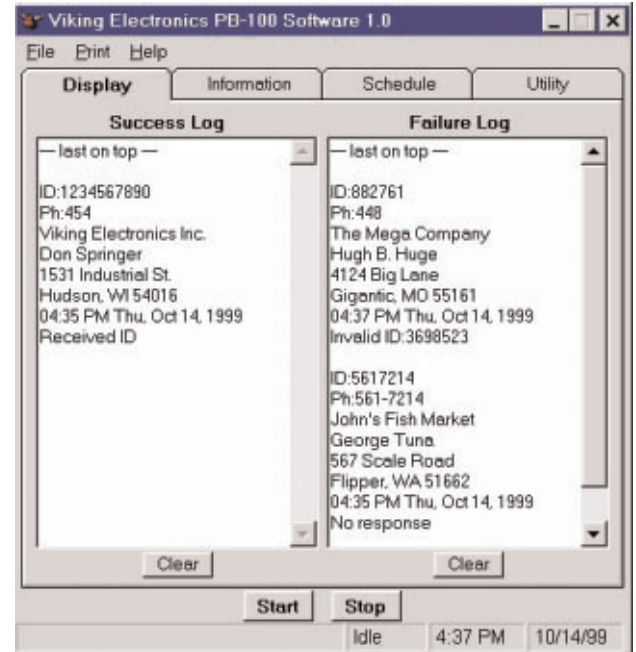 Viking Electronics PB-100 Software 1.0
File Print Help
Display Information Schedule Utility
Success Log
— last on top —
ID:1234567890
Ph:454
Viking Electronics Inc.
Don Springer
1531 Industrial St.
Hudson, WI 54016
04:35 PM Thu, Oct 14, 1999
Received ID
Clear
Failure Log
— last on top —
ID:882761
Ph:448
The Mega Company
Hugh B. Huge
4124 Big Lane
Gigantic, MO 55161
04:37 PM Thu, Oct 14, 1999
Invalid ID:3698523
ID:5617214
Ph:561-7214
John's Fish Market
George Tuna
567 Scale Road
Flipper, WA 51662
04:35 PM Thu, Oct 14, 1999
No response
Clear
Start Stop
Idle 4:37 PM 10/14/99